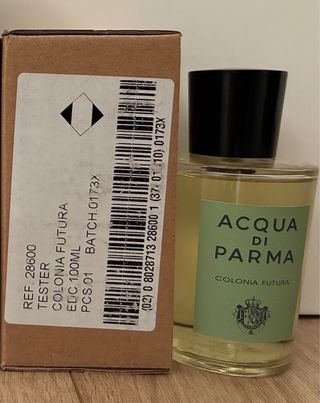 REF. 28600
TESTER
COLONIA FUTURA
EDC 100ML
PCS.01 BATCH.0173X
(02) 0 8028713 28600 1 (37) 01 (10) 0173X
ACQUA
DI
PARMA
COLONIA FUTURA